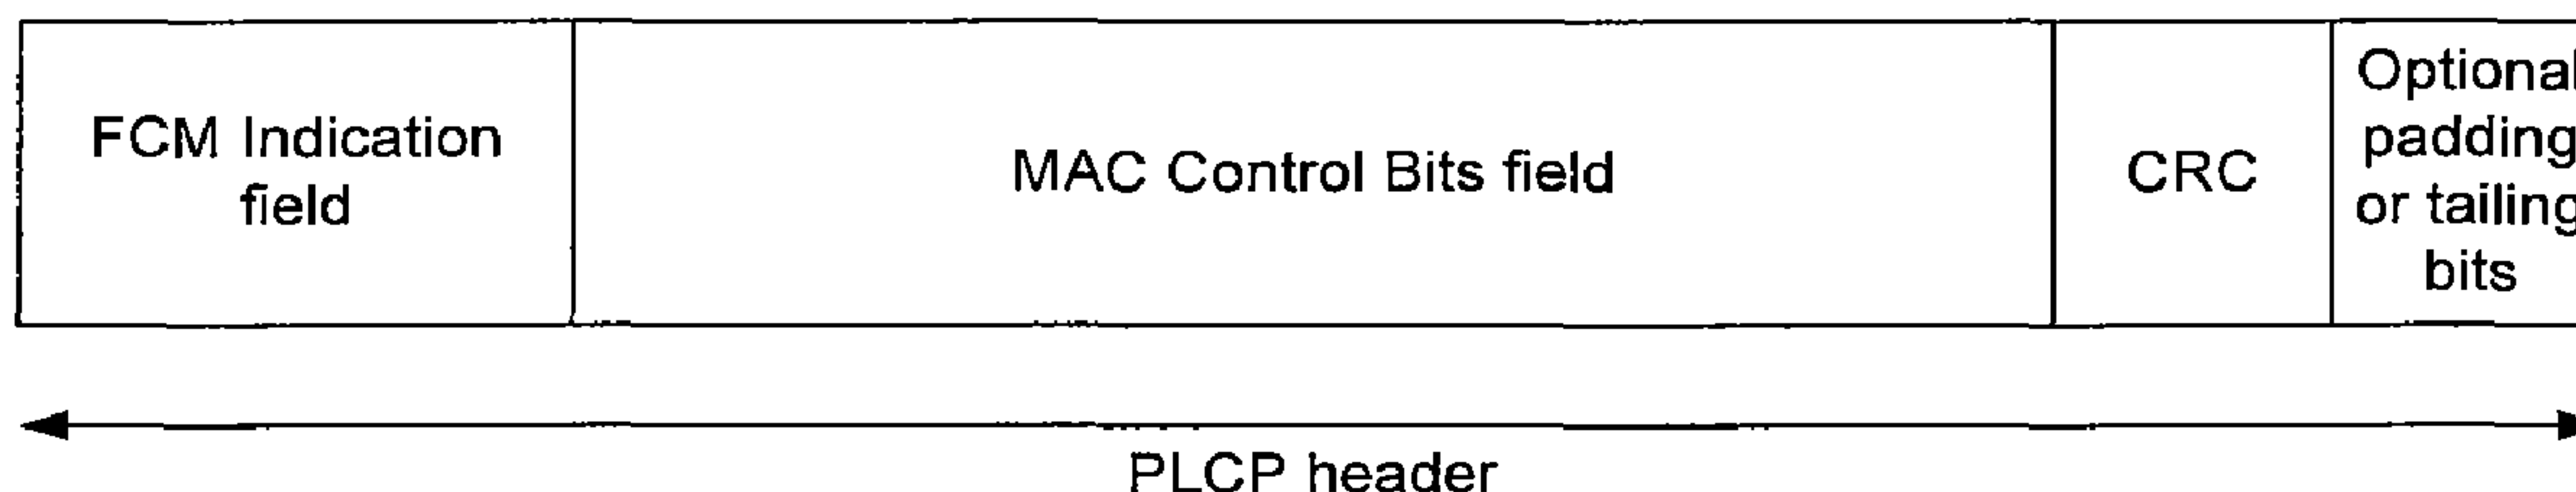 FCM Indication
field
MAC Control Bits field
CRC
Optional
padding
or tailing
bits
PLCP header